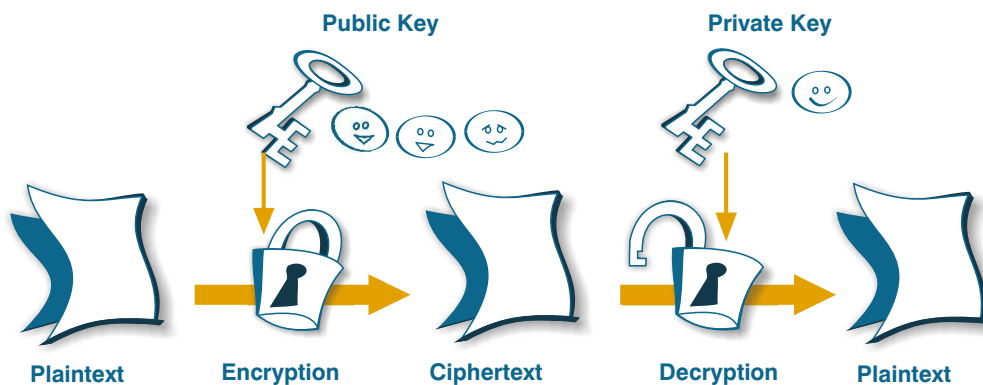 Public Key
Private Key
Plaintext
Encryption
Ciphertext
Decryption
Plaintext